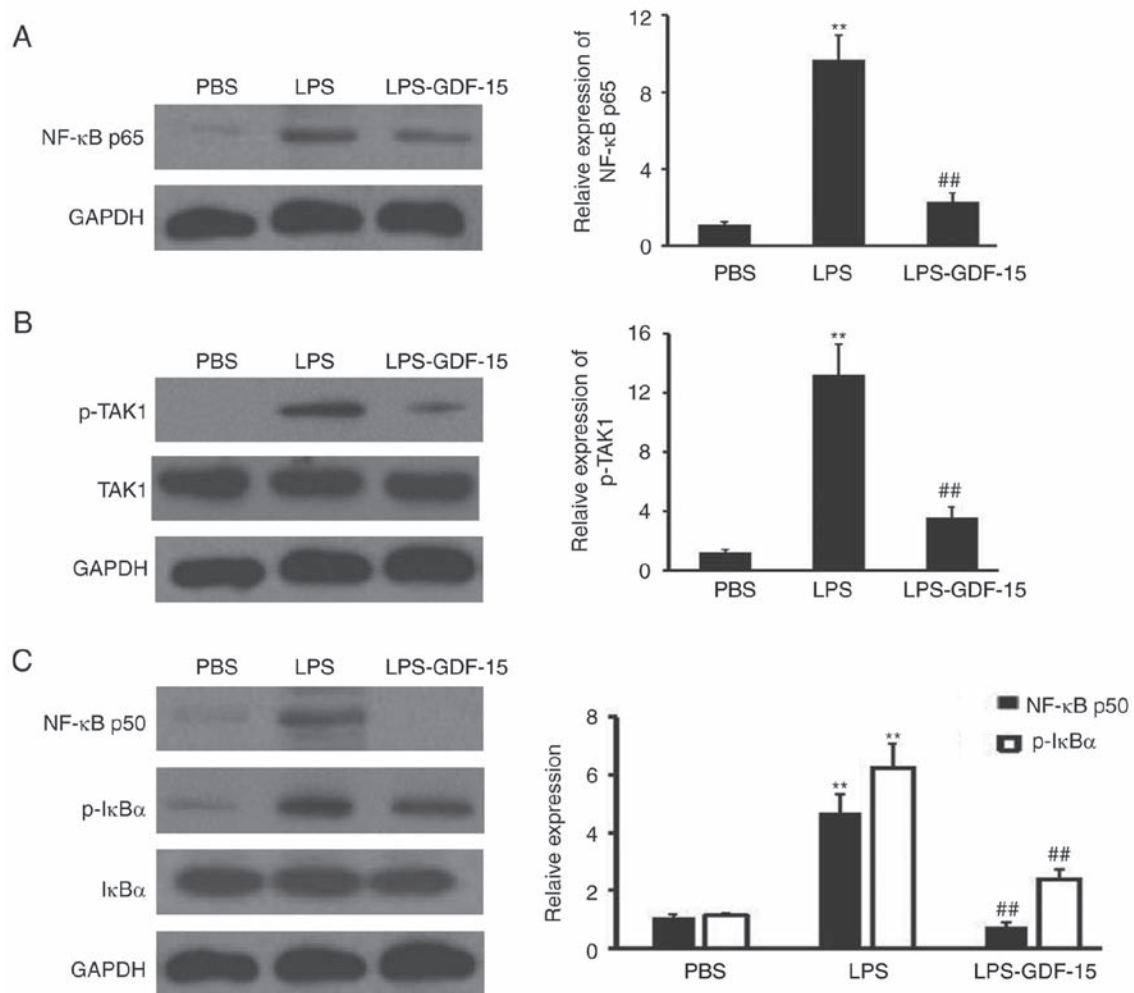 A
PBS LPS LPS-GDF-15
NF-κB p65
GAPDH
Relaive expression of
NF-κB p65
12
8
4
0
**
##
PBS LPS LPS-GDF-15
B
PBS LPS LPS-GDF-15
p-TAK1
TAK1
GAPDH
Relaive expression of
p-TAK1
16
12
8
4
0
**
##
PBS LPS LPS-GDF-15
C
PBS LPS LPS-GDF-15
NF-κB p50
p-IκBα
IκBα
GAPDH
Relaive expression
8
6
4
2
0
**
**
##
##
NF-κB p50
p-IκBα
PBS LPS LPS-GDF-15